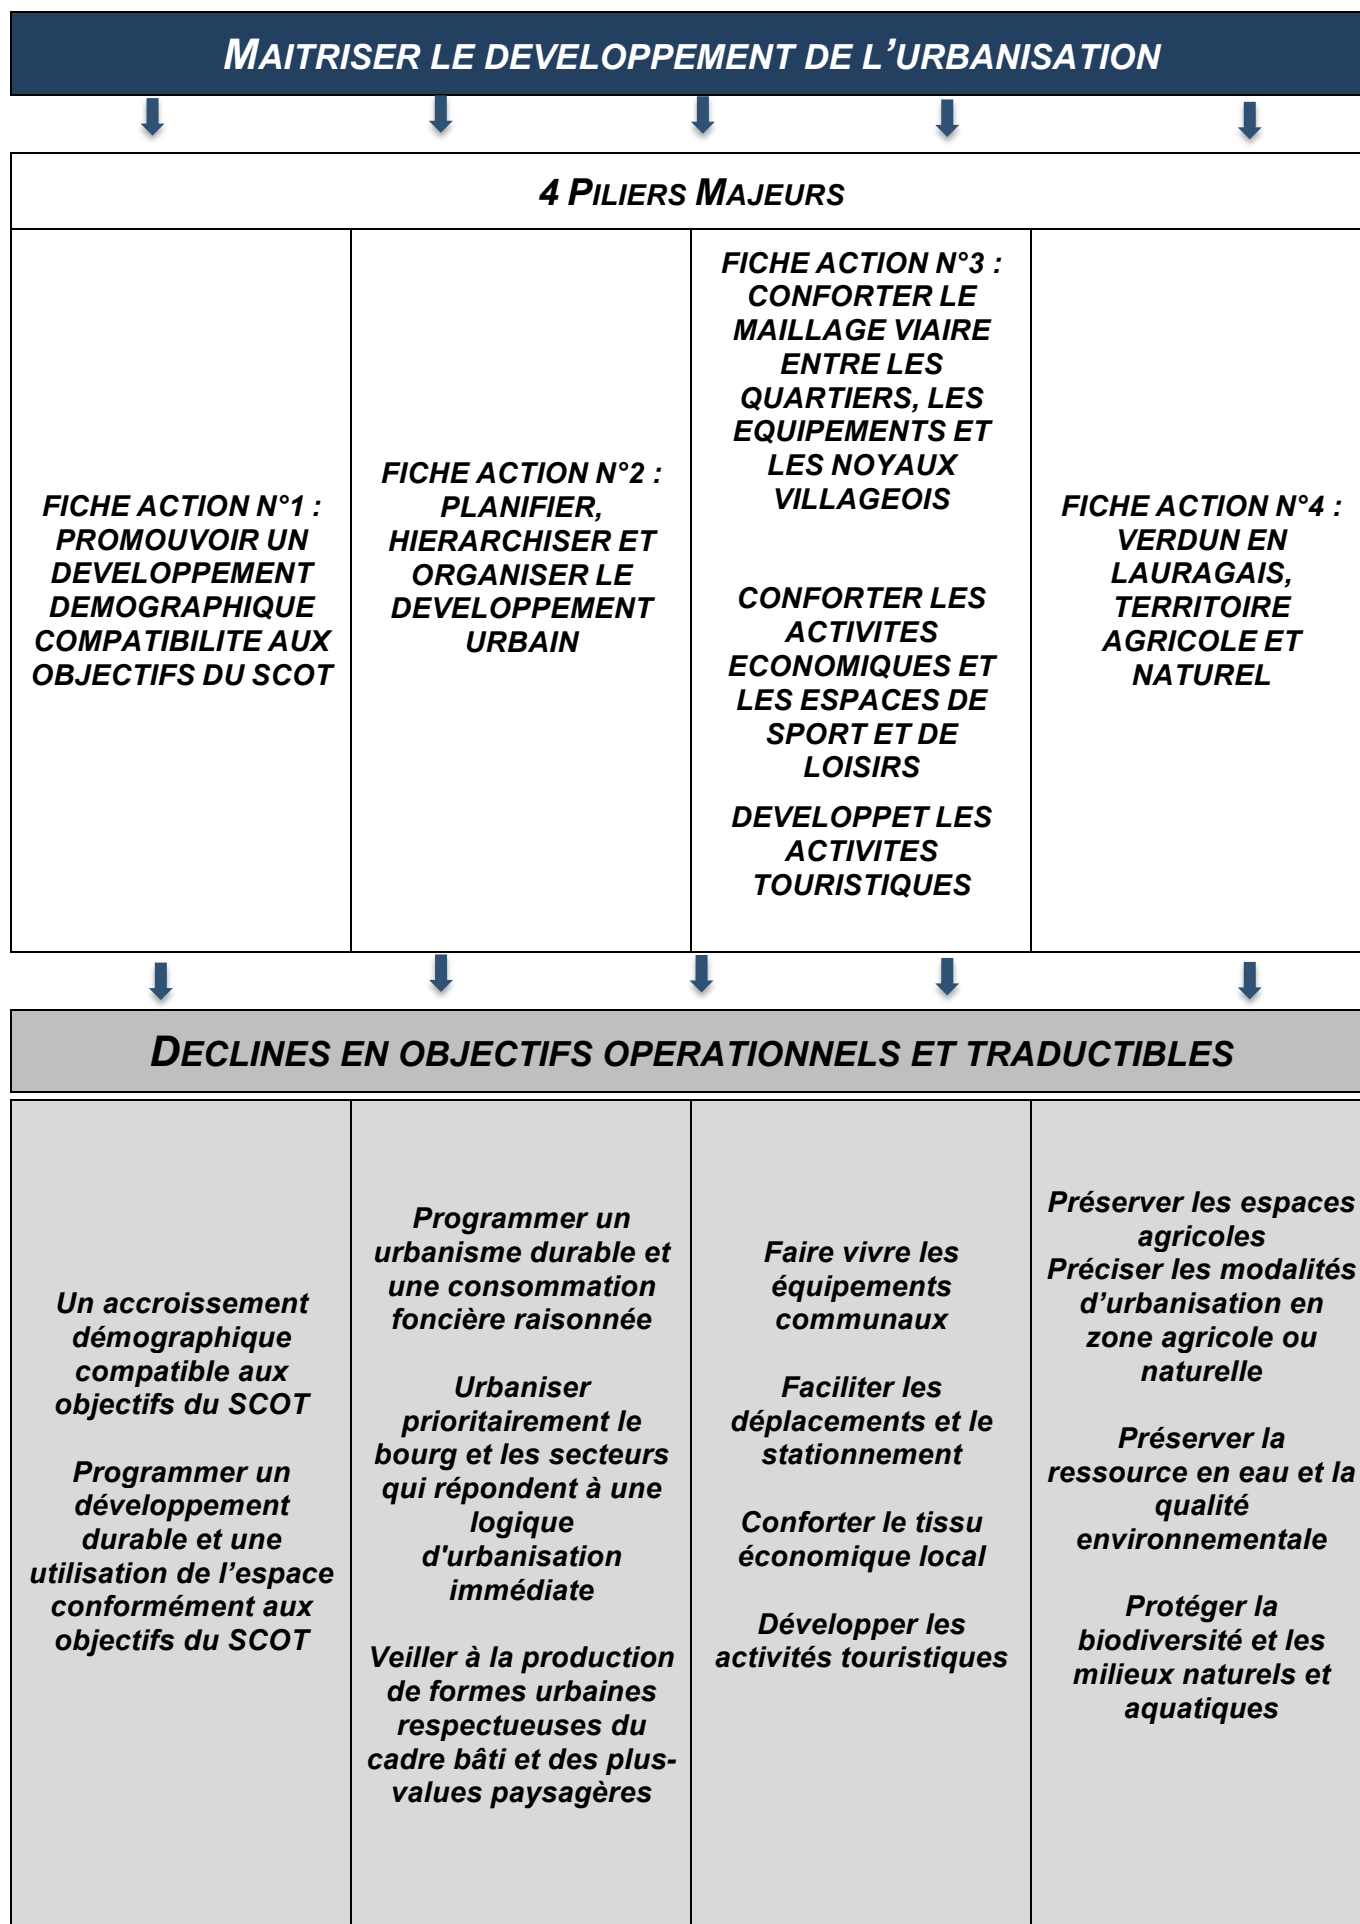 MAITRISER LE DEVELOPPEMENT DE L’URBANISATION
4 PILIERS MAJEURS
FICHE ACTION N°1 :
PROMOUVOIR UN
DEVELOPPEMENT
DEMOGRAPHIQUE
COMPATIBILITE AUX
OBJECTIFS DU SCOT
FICHE ACTION N°2 :
PLANIFIER,
HIERARCHISER ET
ORGANISER LE
DEVELOPPEMENT
URBAIN
FICHE ACTION N°3 :
CONFORTER LE
MAILLAGE VIAIRE
ENTRE LES
QUARTIERS, LES
EQUIPEMENTS ET
LES NOYAUX
VILLAGEOIS
CONFORTER LES
ACTIVITES
ECONOMIQUES ET
LES ESPACES DE
SPORT ET DE
LOISIRS
DEVELOPPET LES
ACTIVITES
TOURISTIQUES
FICHE ACTION N°4 :
VERDUN EN
LAURAGAIS,
TERRITOIRE
AGRICOLE ET
NATUREL
DECLINES EN OBJECTIFS OPERATIONNELS ET TRADUCTIBLES
Un accroissement
démographique
compatible aux
objectifs du SCOT
Programmer un
développement
durable et une
utilisation de l’espace
conformément aux
objectifs du SCOT
Programmer un
urbanisme durable et
une consommation
foncière raisonnée
Urbaniser
prioritairement le
bourg et les secteurs
qui répondent à une
logique
d'urbanisation
immédiate
Veiller à la production
de formes urbaines
respectueuses du
cadre bâti et des plus-
values paysagères
Faire vivre les
équipements
communaux
Faciliter les
déplacements et le
stationnement
Conforter le tissu
économique local
Développer les
activités touristiques
Préserver les espaces
agricoles
Préciser les modalités
d’urbanisation en
zone agricole ou
naturelle
Préserver la
ressource en eau et la
qualité
environnementale
Protéger la
biodiversité et les
milieux naturels et
aquatiques